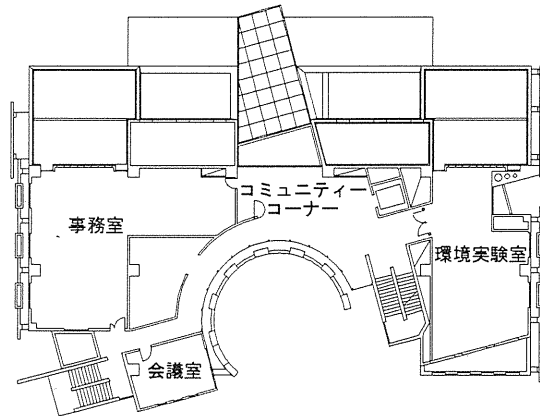 コミュニティー
コーナー
事務室
環境実験室
会議室